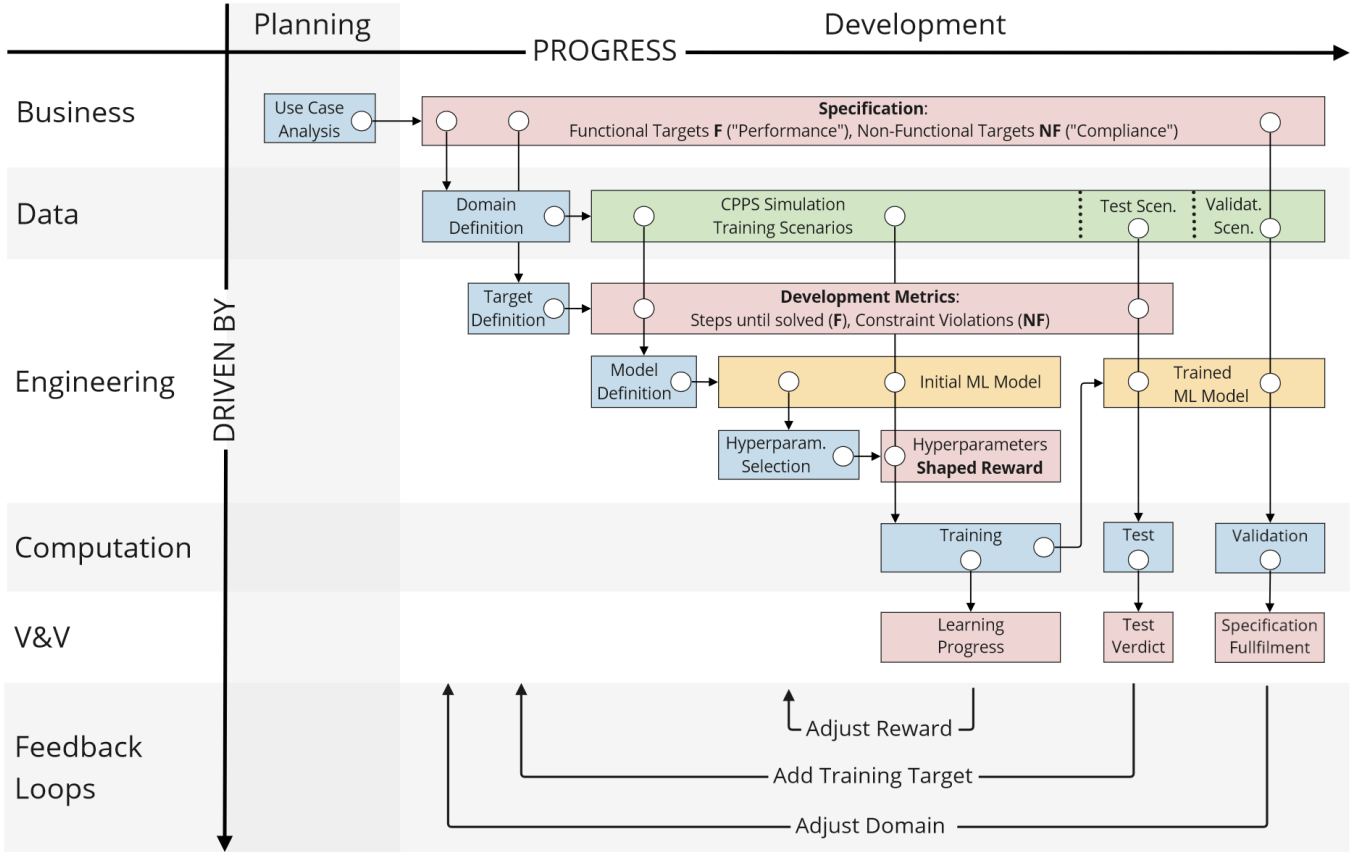 Planning
Development
PROGRESS
DRIVEN BY
Business
Use Case
Analysis
Specification:
Functional Targets F ("Performance"), Non-Functional Targets NF ("Compliance")
Data
Domain
Definition
CPPS Simulation
Training Scenarios
Test Scen.
Validat.
Scen.
Engineering
Target
Definition
Development Metrics:
Steps until solved (F), Constraint Violations (NF)
Model
Definition
Initial ML Model
Trained
ML Model
Hyperparam.
Selection
Hyperparameters
Shaped Reward
Computation
Training
Test
Validation
V&V
Learning
Progress
Test
Verdict
Specification
Fullfilment
Feedback
Loops
Adjust Reward
Add Training Target
Adjust Domain